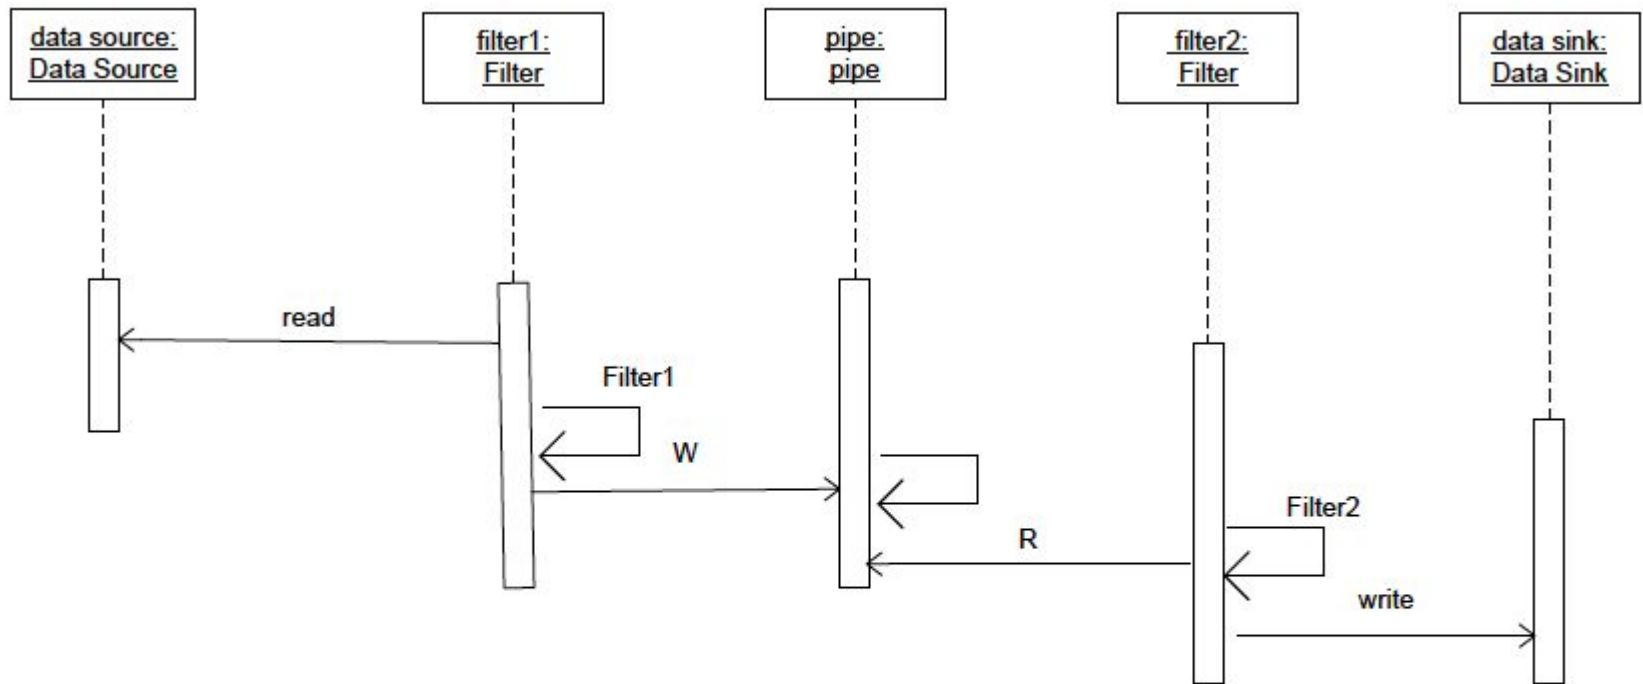 data source:
Data Source
filter1:
Filter
pipe:
pipe
filter2:
Filter
data sink:
Data Sink
read
Filter1
W
Filter2
R
write